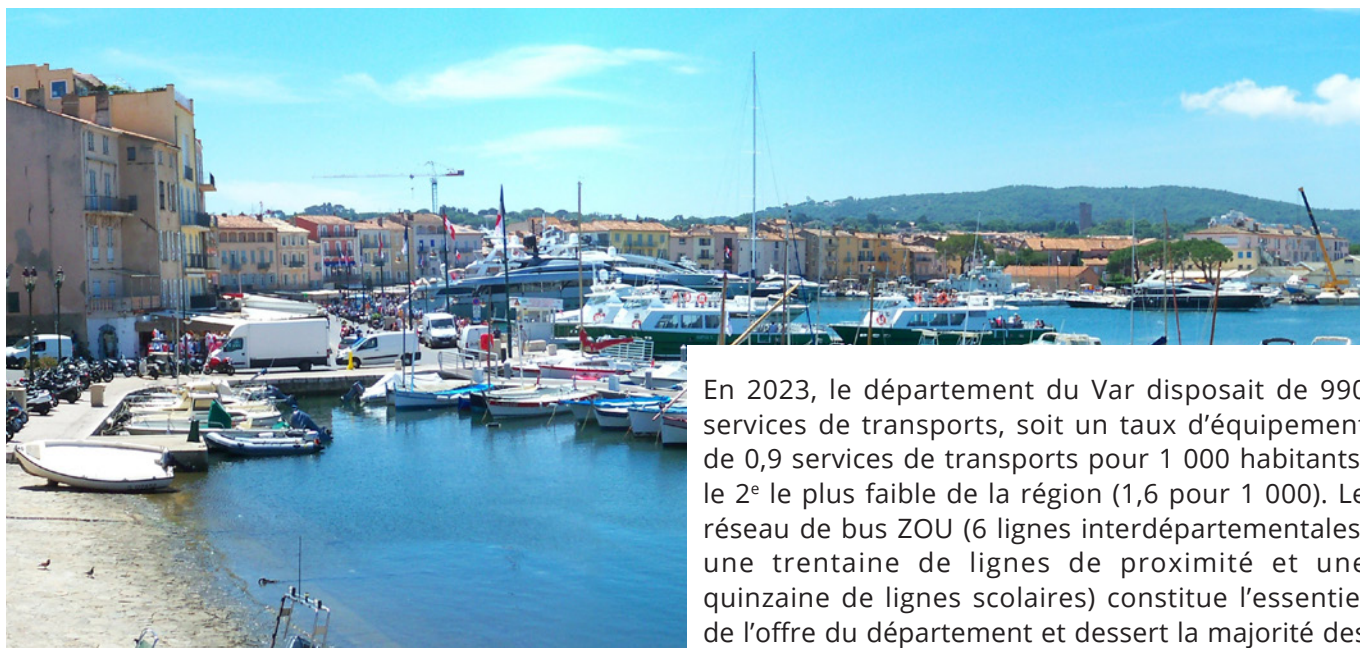 En 2023, le département du Var disposait de 990
services de transports, soit un taux d’équipement
de 0,9 services de transports pour 1 000 habitants
le 2e le plus faible de la région (1,6 pour 1 000). Le
réseau de bus ZOU (6 lignes interdépartementales
une trentaine de lignes de proximité et une
quinzaine de lignes scolaires) constitue l’essentie
de l’offre du département et dessert la majorité des